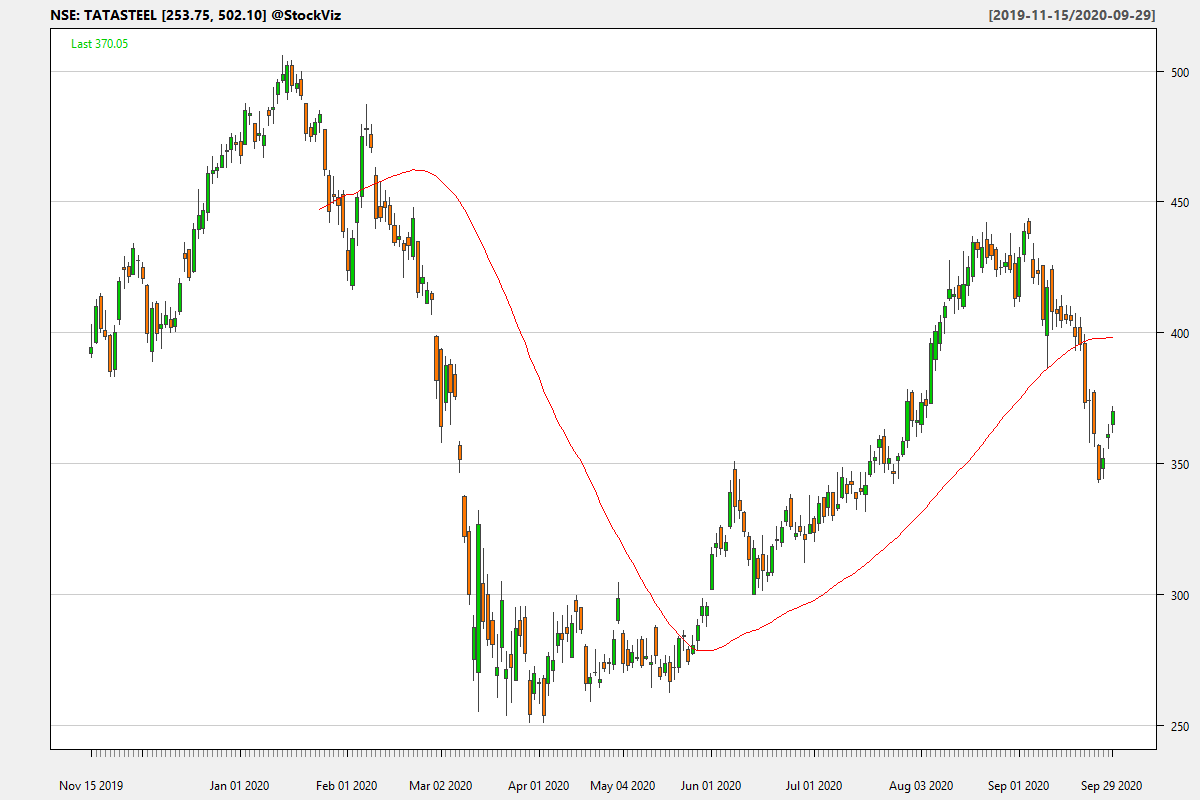 NSE: TATASTEEL [253.75, 502.10] @StockViz [2019-11-15/2020-09-29]
Last 370.05
500
450
400
350
300
250
Nov 15 2019 Jan 01 2020 Feb 01 2020 Mar 02 2020 Apr 01 2020 May 04 2020 Jun 01 2020 Jul 01 2020 Aug 03 2020 Sep 01 2020 Sep 29 2020